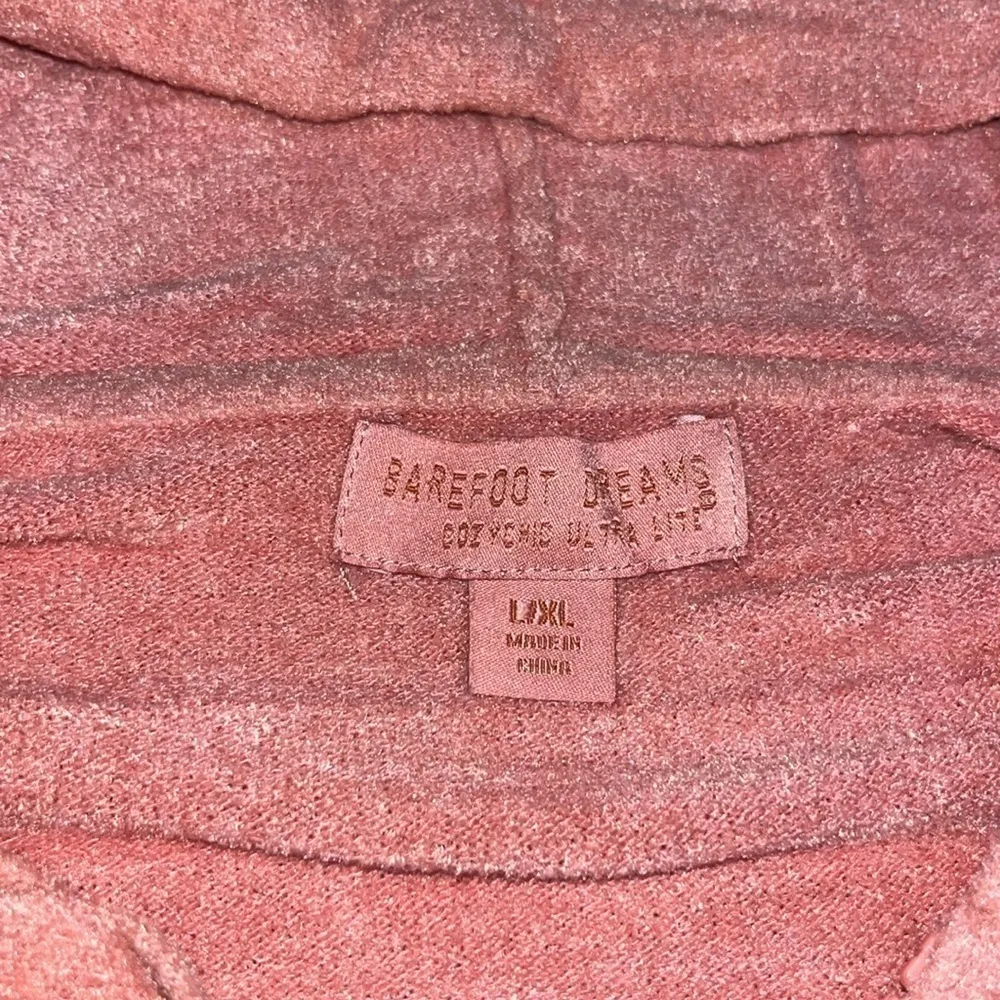 BAREFOOT DREAMS®
COZYCHIC ULTRA LITE®
L/XL
MADE IN
CHINA